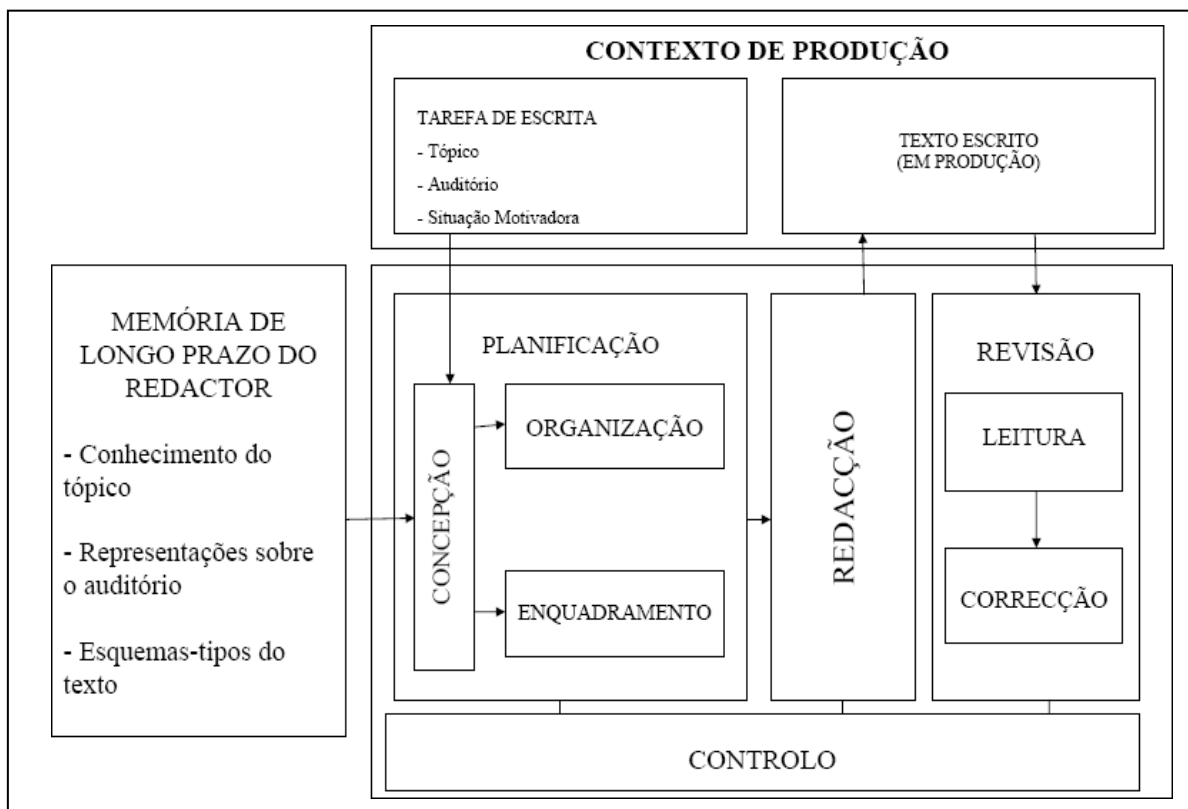 CONTEXTO DE PRODUÇÃO
TAREFA DE ESCRITA
- Tópico
- Auditório
- Situação Motivadora
TEXTO ESCRITO
(EM PRODUÇÃO)
MEMÓRIA DE
LONGO PRAZO DO
REDACTOR
- Conhecimento do
tópico
- Representações sobre
o auditório
- Esquemas-tipos do
texto
PLANIFICAÇÃO
CONCEPÇÃO
ORGANIZAÇÃO
ENQUADRAMENTO
REDACÇÃO
REVISÃO
LEITURA
CORRECÇÃO
CONTROLO